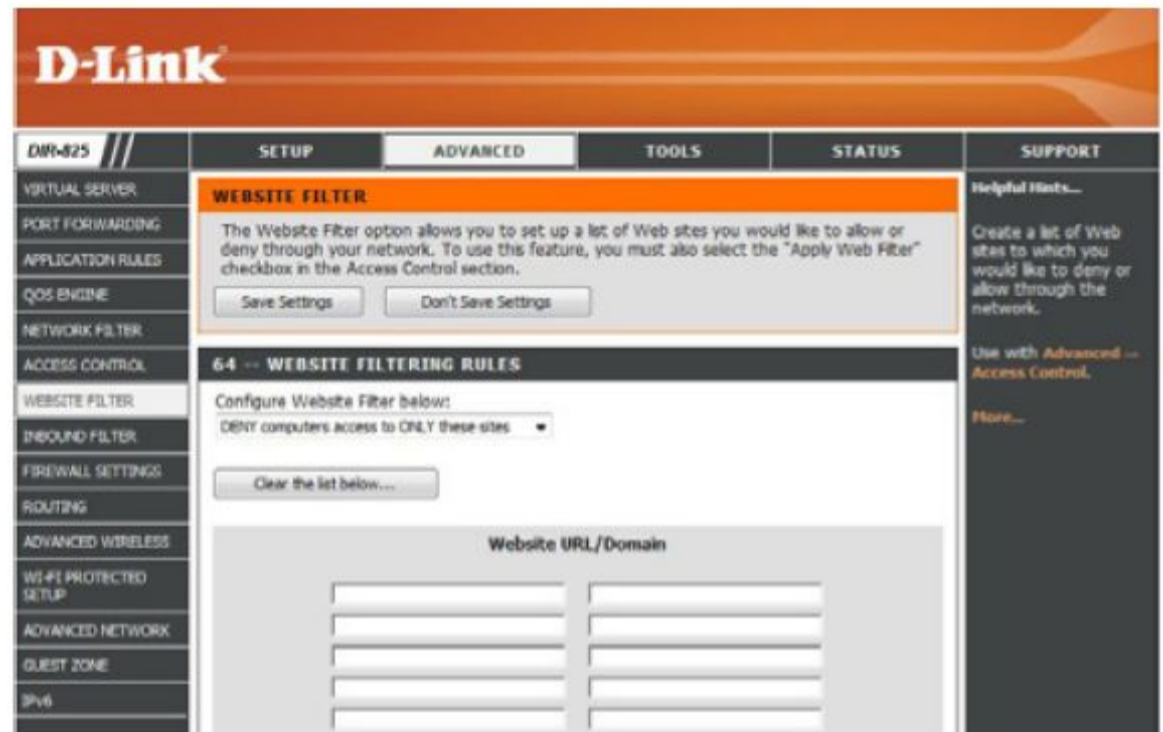 D-Link
DIR-825
SETUP
ADVANCED
TOOLS
STATUS
SUPPORT
VIRTUAL SERVER
PORT FORWARDING
APPLICATION RULES
QOS ENGINE
NETWORK FILTER
ACCESS CONTROL
WEBSITE FILTER
INBOUND FILTER
FIREWALL SETTINGS
ROUTING
ADVANCED WIRELESS
WI-FI PROTECTED
SETUP
ADVANCED NETWORK
GUEST ZONE
IPv6
WEBSITE FILTER
The Website Filter option allows you to set up a list of Web sites you would like to allow or
deny through your network. To use this feature, you must also select the "Apply Web Filter"
checkbox in the Access Control section.
Save Settings
Don't Save Settings
64 -- WEBSITE FILTERING RULES
Configure Website Filter below:
DENY computers access to ONLY these sites
Clear the list below...
Website URL/Domain
Helpful Hints...
Create a list of Web
sites to which you
would like to deny or
allow through the
network.
Use with Advanced --
Access Control.
More...